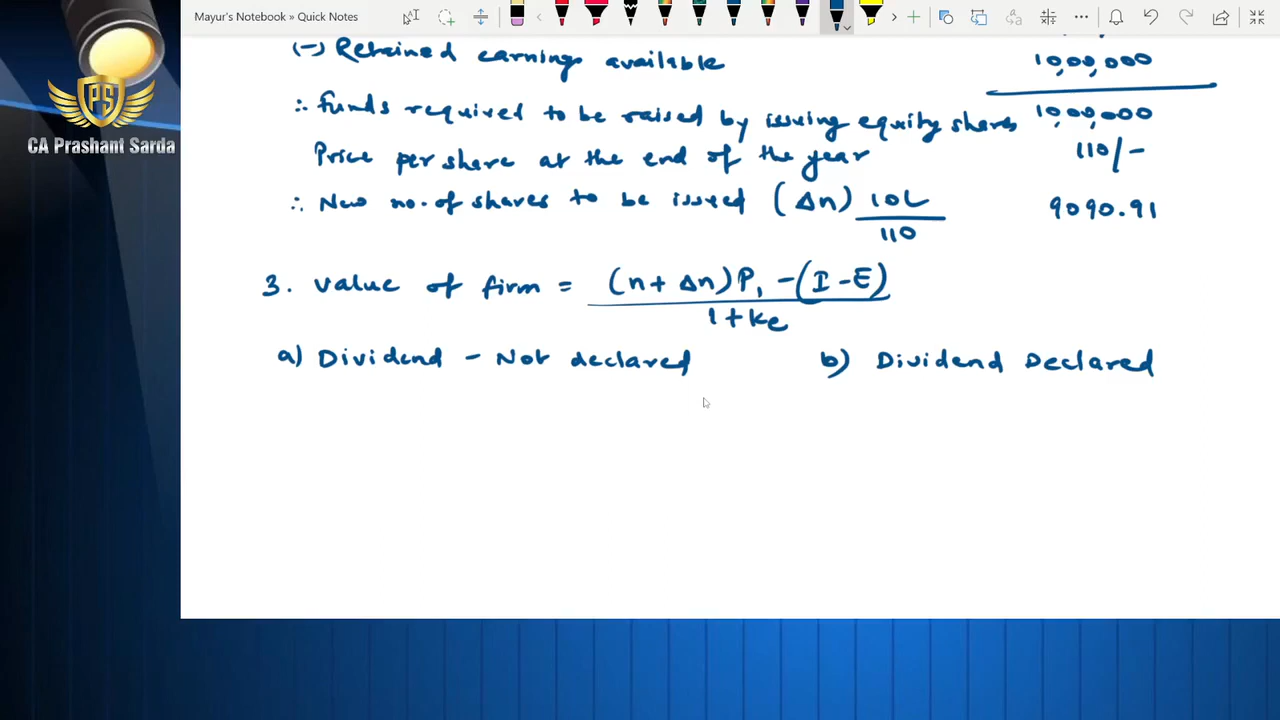 Mayur's Notebook » Quick Notes
PS
CA Prashant Sarda
(-) Retained earnings available 10,00,000
∴ Funds required to be raised by issuing equity shares 10,00,000
Price per share at the end of the year 110/-
∴ New no. of shares to be issued (Δn) 10L 9090.91
110
3. Value of firm = (n + Δn)P₁ - (I - E)
1 + ke
a) Dividend - Not declared b) Dividend Declared